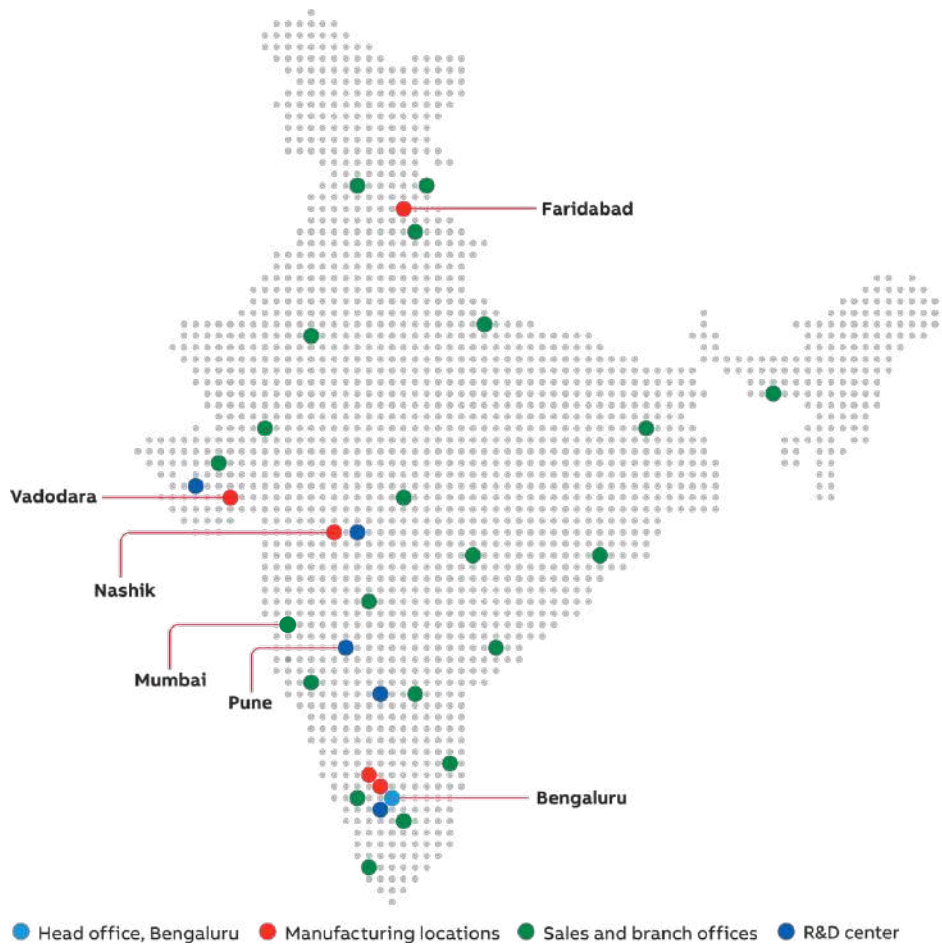 Faridabad
Vadodara
Nashik
Mumbai
Pune
Bengaluru
Head office, Bengaluru
Manufacturing locations
Sales and branch offices
R&D center